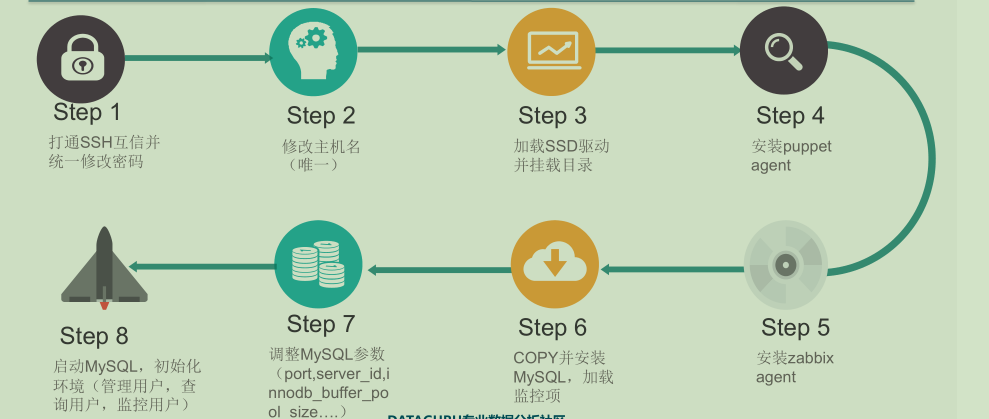 Step 1
打通SSH互信并
统一修改密码
Step 2
修改主机名
（唯一）
Step 3
加载SSD驱动
并挂载目录
Step 4
安装puppet
agent
Step 5
安装zabbix
agent
Step 6
COPY并安装
MySQL，加载
监控项
Step 7
调整MySQL参数
（port,server_id,i
nnodb_buffer_po
ol_size....）
Step 8
启动MySQL，初始化
环境（管理用户，查
询用户，监控用户）
DATAGURU专业数据分析社区